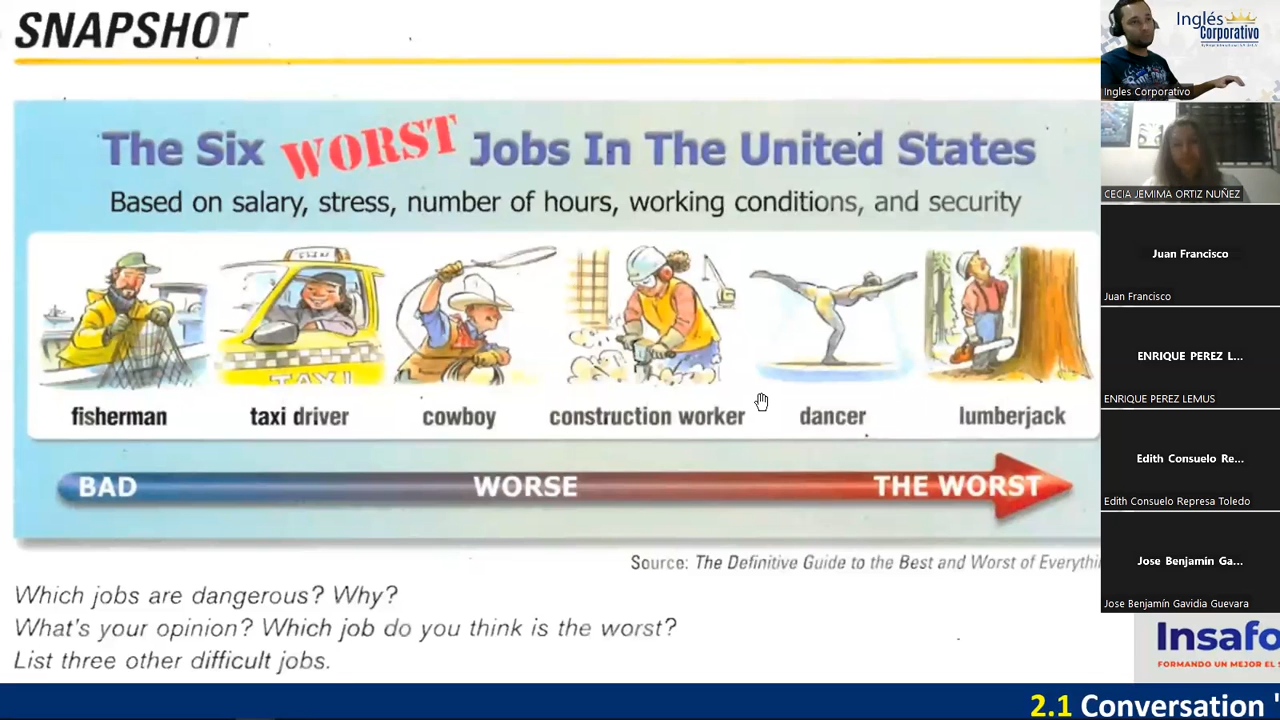 SNAPSHOT
The Six WORST Jobs In The United States
Based on salary, stress, number of hours, working conditions, and security
TAXI
fisherman
taxi driver
cowboy
construction worker
dancer
lumberjack
BAD
WORSE
THE WORST
Source: The Definitive Guide to the Best and Worst of Everythi
Which jobs are dangerous? Why?
What's your opinion? Which job do you think is the worst?
List three other difficult jobs.
Inglés
Corporativo
Ingles Corporativo
CECIA JEMIMA ORTIZ NUÑEZ
Juan Francisco
Juan Francisco
ENRIQUE PEREZ L...
ENRIQUE PEREZ LEMUS
Edith Consuelo Re...
Edith Consuelo Represa Toledo
Jose Benjamin Ga...
Jose Benjamín Gavidia Guevara
Insafo
FORMANDO UN MEJOR EL S
2.1 Conversation "